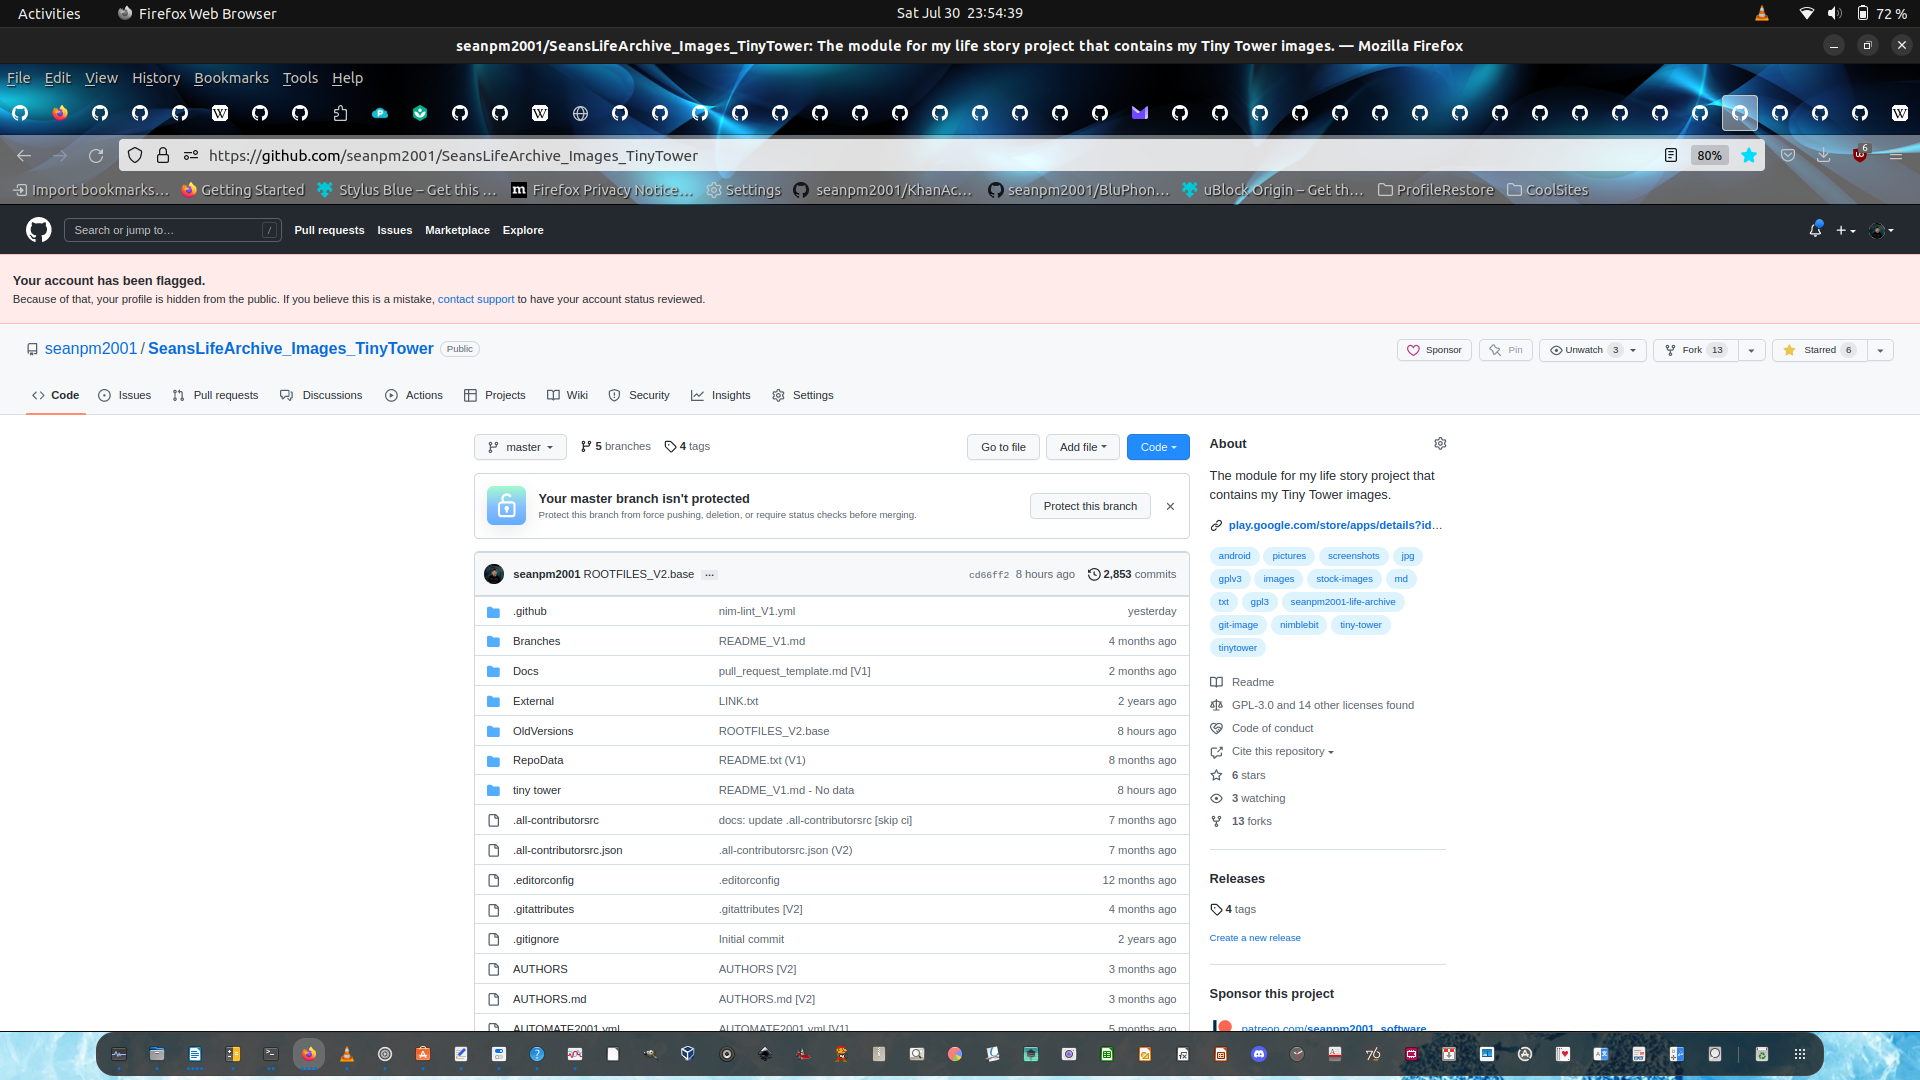 Activities
Firefox Web Browser
Sat Jul 30 23:54:39
72 %
seanpm2001/SeansLifeArchive_Images_TinyTower: The module for my life story project that contains my Tiny Tower images. — Mozilla Firefox
File Edit View History Bookmarks Tools Help
https://github.com/seanpm2001/SeansLifeArchive_Images_TinyTower
80%
6
Import bookmarks…
Getting Started
Stylus Blue – Get this …
Firefox Privacy Notice…
Settings
seanpm2001/KhanAc…
seanpm2001/BluPhon…
uBlock Origin – Get th…
ProfileRestore
CoolSites
Search or jump to…
/
Pull requests Issues Marketplace Explore
Your account has been flagged.
Because of that, your profile is hidden from the public. If you believe this is a mistake, contact support to have your account status reviewed.
seanpm2001 / SeansLifeArchive_Images_TinyTower Public
Sponsor
Pin
Unwatch 3
Fork 13
Starred 6
Code
Issues
Pull requests
Discussions
Actions
Projects
Wiki
Security
Insights
Settings
master
5 branches
4 tags
Go to file
Add file
Code
Your master branch isn't protected
Protect this branch from force pushing, deletion, or require status checks before merging.
Protect this branch
seanpm2001 ROOTFILES_V2.base ...
cd66ff2 8 hours ago
2,853 commits
.github nim-lint_V1.yml yesterday
Branches README_V1.md 4 months ago
Docs pull_request_template.md [V1] 2 months ago
External LINK.txt 2 years ago
OldVersions ROOTFILES_V2.base 8 hours ago
RepoData README.txt (V1) 8 months ago
tiny tower README_V1.md - No data 8 hours ago
.all-contributorsrc docs: update .all-contributorsrc [skip ci] 7 months ago
.all-contributorsrc.json .all-contributorsrc.json (V2) 7 months ago
.editorconfig .editorconfig 12 months ago
.gitattributes .gitattributes [V2] 4 months ago
.gitignore Initial commit 2 years ago
AUTHORS AUTHORS [V2] 3 months ago
AUTHORS.md AUTHORS.md [V2] 3 months ago
AUTOMATE2001.yml AUTOMATE2001.yml [V1] 5 months ago
About
The module for my life story project that
contains my Tiny Tower images.
play.google.com/store/apps/details?id…
android pictures screenshots jpg
gplv3 images stock-images md
txt gpl3 seanpm2001-life-archive
git-image nimblebit tiny-tower
tinytower
Readme
GPL-3.0 and 14 other licenses found
Code of conduct
Cite this repository
6 stars
3 watching
13 forks
Releases
4 tags
Create a new release
Sponsor this project
patreon.com/seanpm2001_software